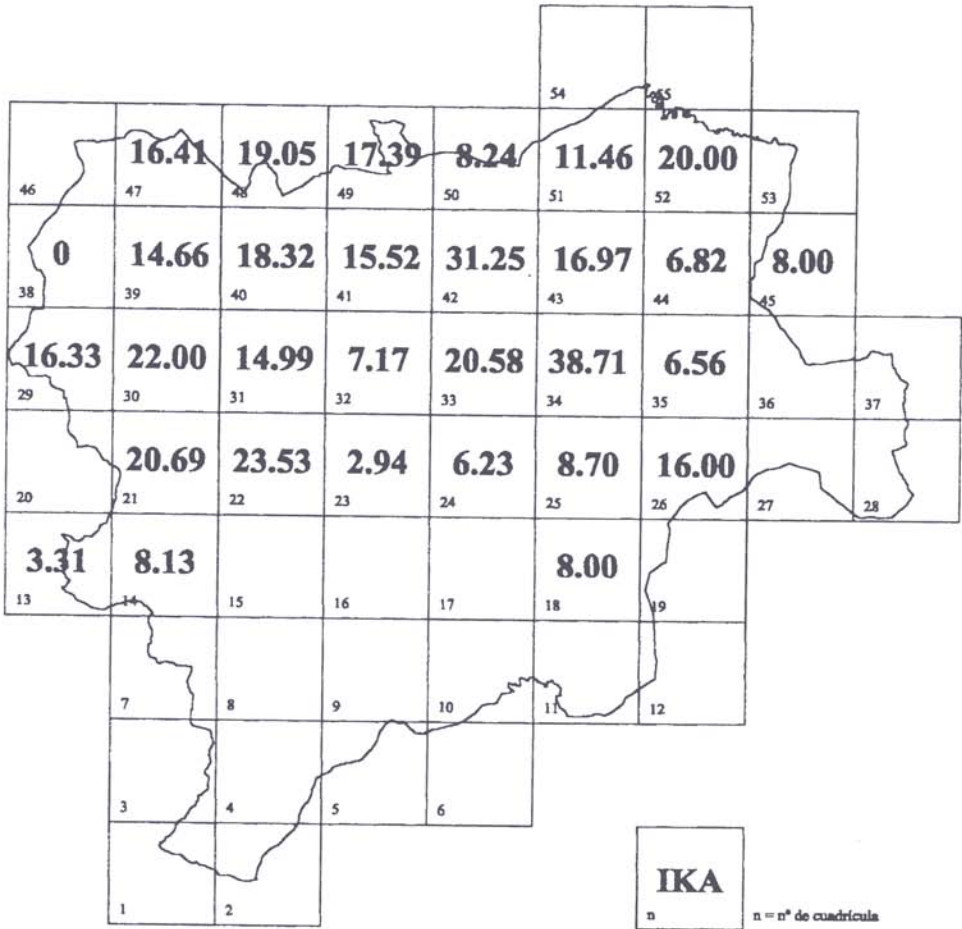 54 55
16.41 19.05 17.39 8.24 11.46 20.00
46 47 48 49 50 51 52 53
0 14.66 18.32 15.52 31.25 16.97 6.82 8.00
38 39 40 41 42 43 44 45
16.33 22.00 14.99 7.17 20.58 38.71 6.56
29 30 31 32 33 34 35 36 37
20.69 23.53 2.94 6.23 8.70 16.00
20 21 22 23 24 25 26 27 28
3.31 8.13 8.00
13 14 15 16 17 18 19
7 8 9 10 11 12
3 4 5 6
IKA
1 2 n n = nº de cuadrícula